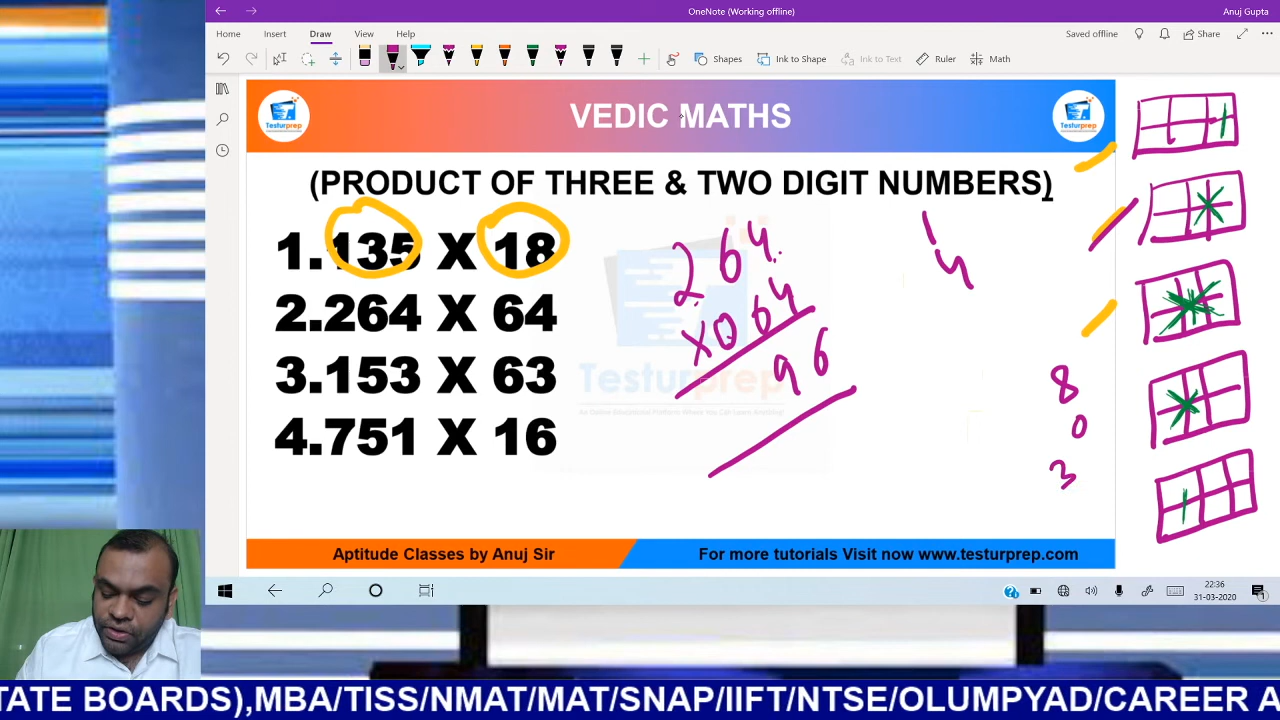 OneNote (Working offline)
Anuj Gupta
Home Insert Draw View Help
Saved offline
Share
Shapes
Ink to Shape
Ink to Text
Ruler
Math
Testurprep
VEDIC MATHS
Testurprep
(PRODUCT OF THREE & TWO DIGIT NUMBERS)
1.135 X 18
2.264 X 64
3.153 X 63
4.751 X 16
264
X064
96
1
4
8
0
3
Testurprep
Aptitude Classes by Anuj Sir
For more tutorials Visit now www.testurprep.com
22:36
31-03-2020
TATE BOARDS),MBA/TISS/NMAT/MAT/SNAP/IIFT/NTSE/OLUMPYAD/CAREER A